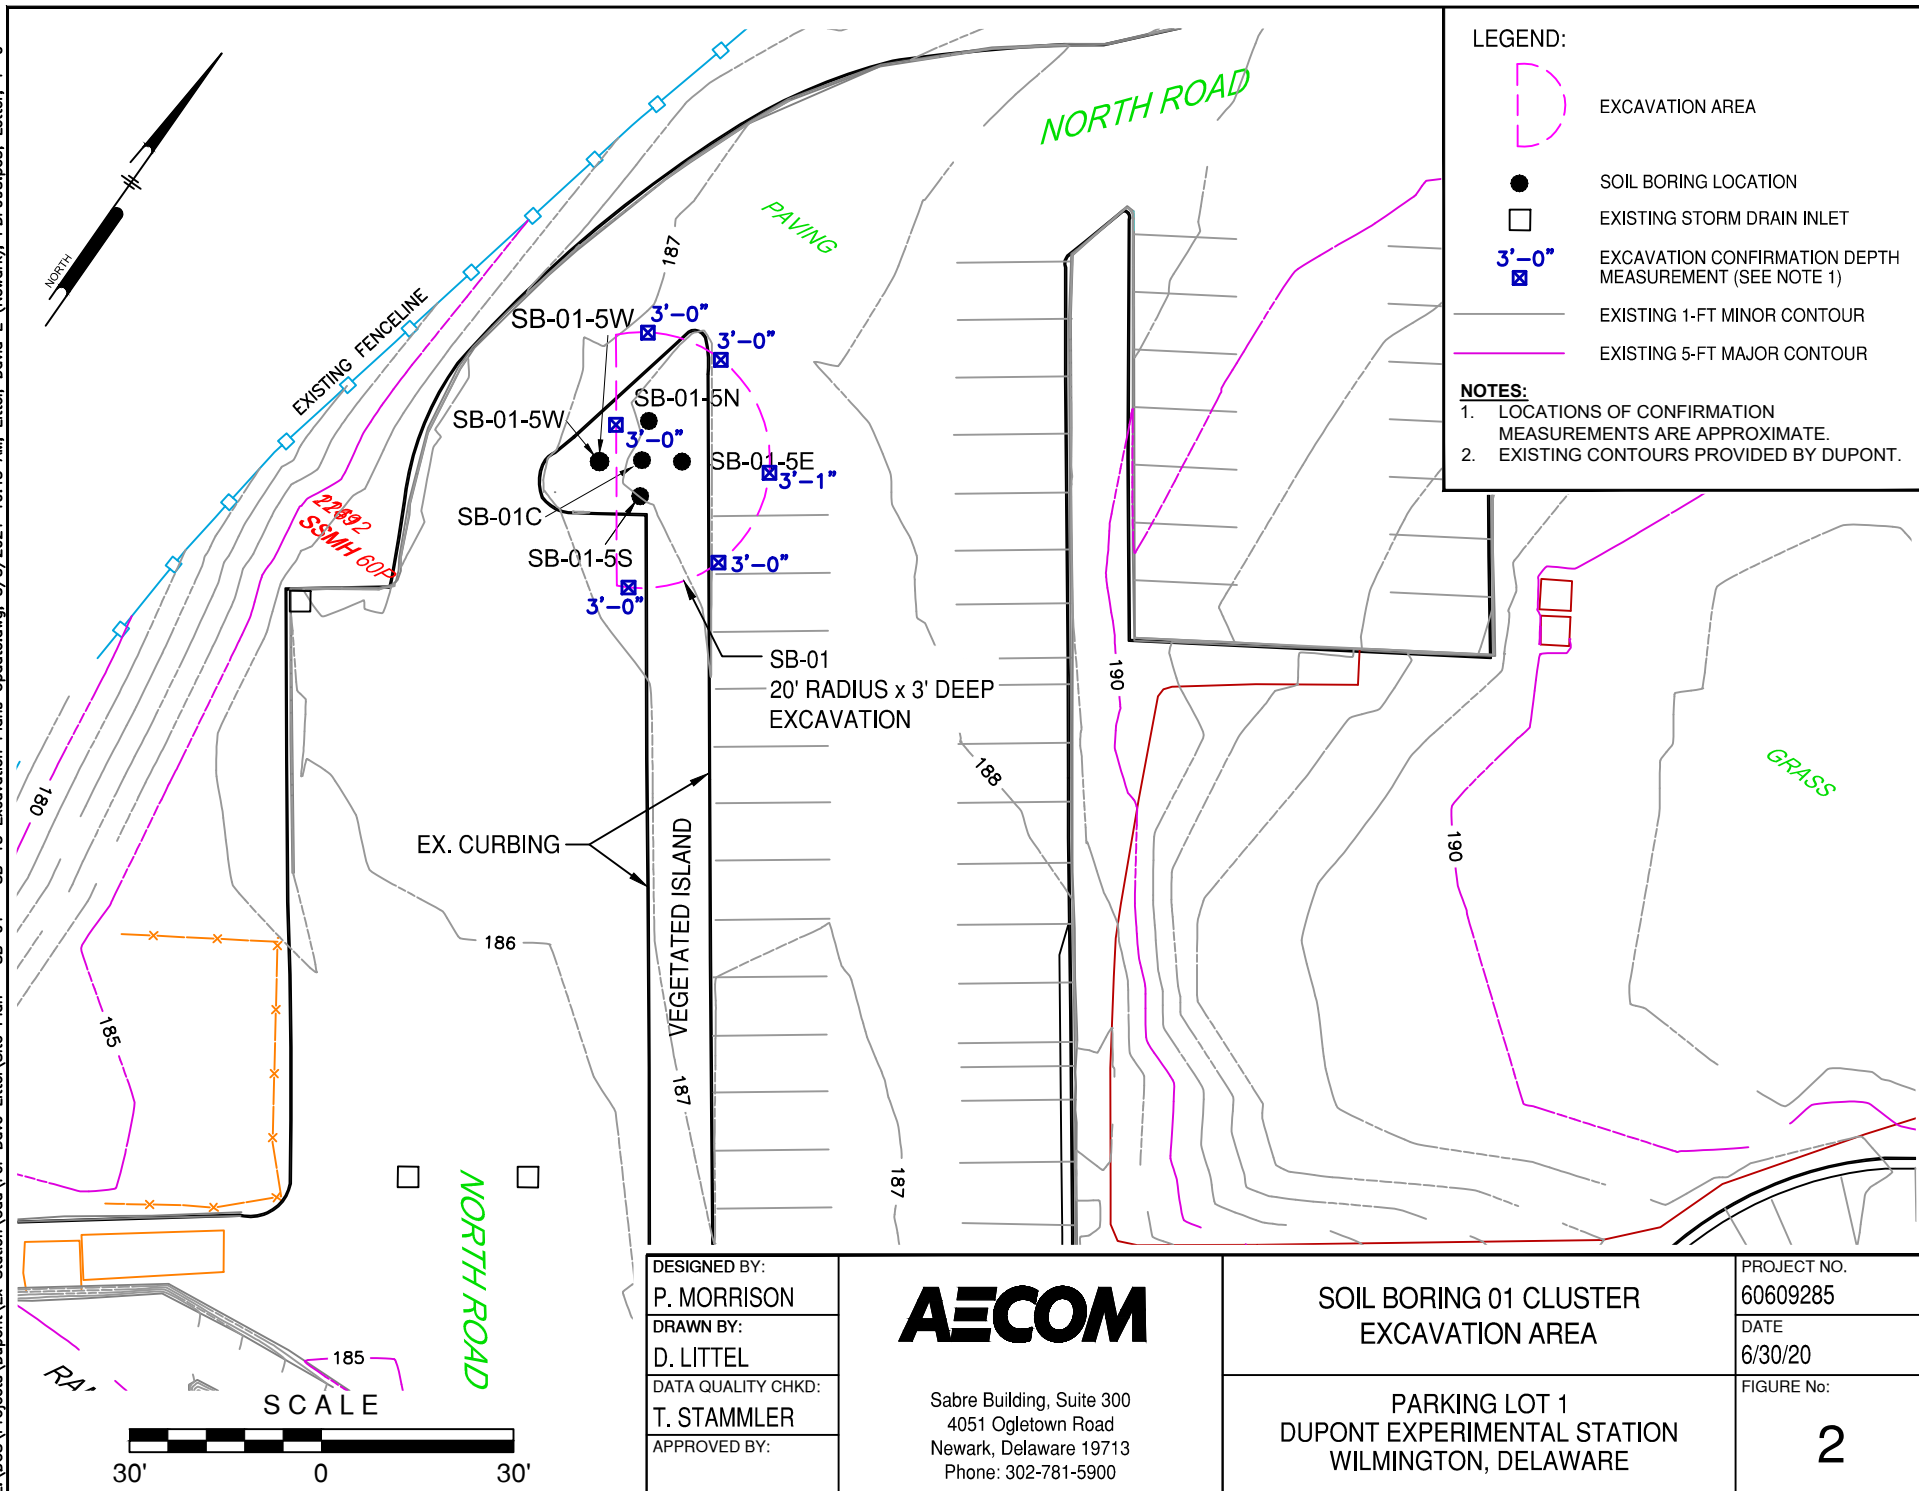 LEGEND:
EXCAVATION AREA
SOIL BORING LOCATION
EXISTING STORM DRAIN INLET
3'-0"
EXCAVATION CONFIRMATION DEPTH
MEASUREMENT (SEE NOTE 1)
EXISTING 1-FT MINOR CONTOUR
EXISTING 5-FT MAJOR CONTOUR
NOTES:
1. LOCATIONS OF CONFIRMATION
MEASUREMENTS ARE APPROXIMATE.
2. EXISTING CONTOURS PROVIDED BY DUPONT.
NORTH
NORTH ROAD
PAVING
187
EXISTING FENCELINE
SB-01-5W
3'-0"
3'-0"
SB-01-5N
SB-01-5W
3'-0"
SB-01-5E
3'-1"
SB-01C
SSMH 60P
SB-01-5S
3'-0"
3'-0"
SB-01
20' RADIUS x 3' DEEP
EXCAVATION
190
188
GRASS
180
190
EX. CURBING
VEGETATED ISLAND
186
185
187
187
NORTH ROAD
185
SCALE
30'
0
30'
DESIGNED BY:
P. MORRISON
DRAWN BY:
D. LITTEL
DATA QUALITY CHKD:
T. STAMMLER
APPROVED BY:
AECOM
Sabre Building, Suite 300
4051 Ogletown Road
Newark, Delaware 19713
Phone: 302-781-5900
SOIL BORING 01 CLUSTER
EXCAVATION AREA
PARKING LOT 1
DUPONT EXPERIMENTAL STATION
WILMINGTON, DELAWARE
PROJECT NO.
60609285
DATE
6/30/20
FIGURE No:
2